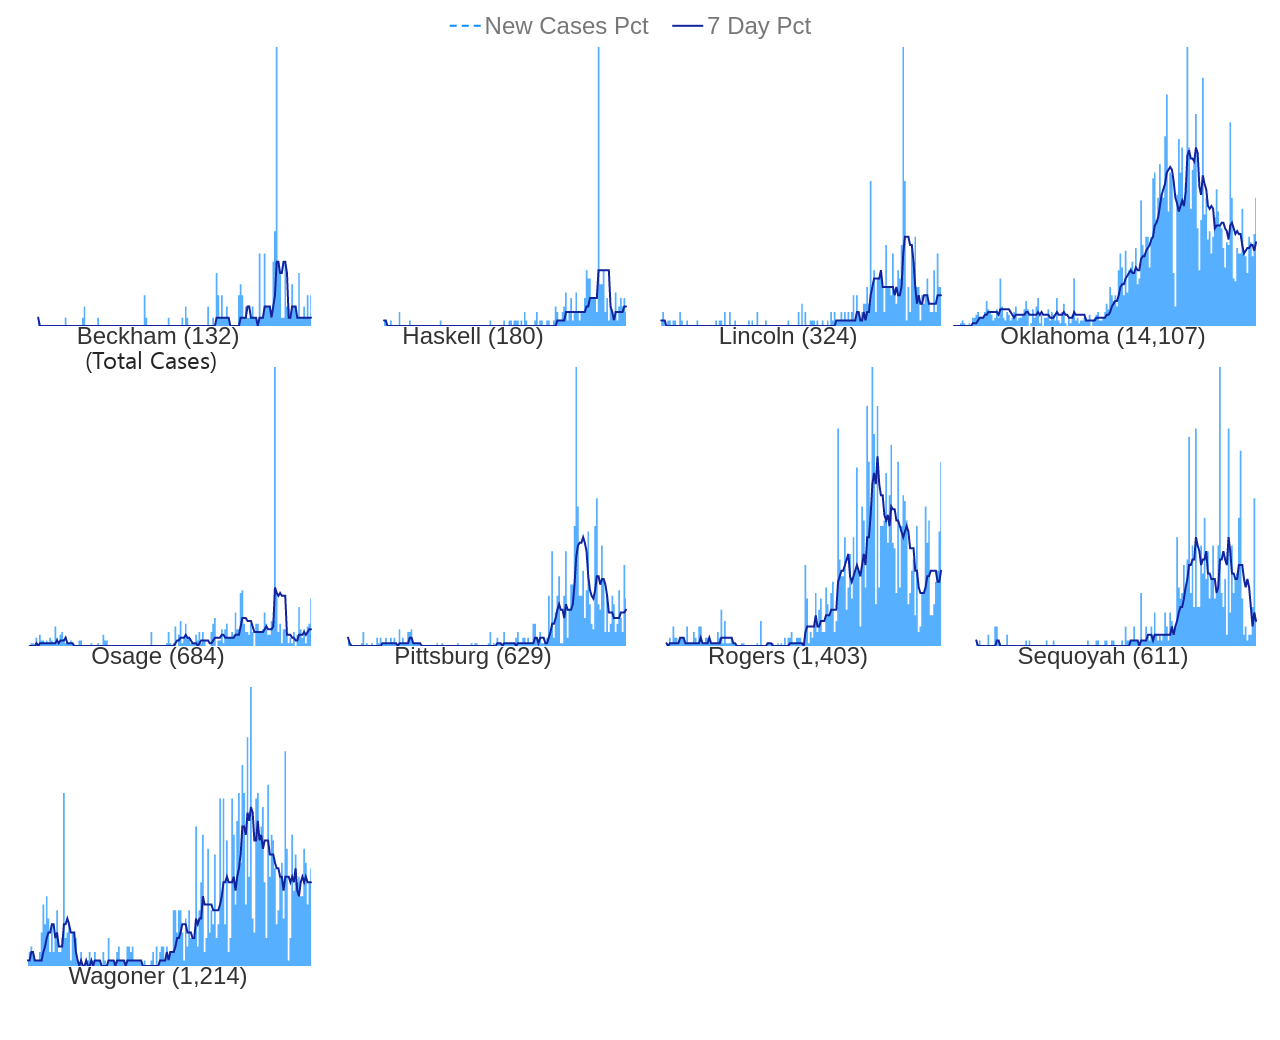 New Cases Pct 7 Day Pct
Beckham (132) Haskell (180) Lincoln (324) Oklahoma (14,107)
(Total Cases)
Osage (684) Pittsburg (629) Rogers (1,403) Sequoyah (611)
Wagoner (1,214)